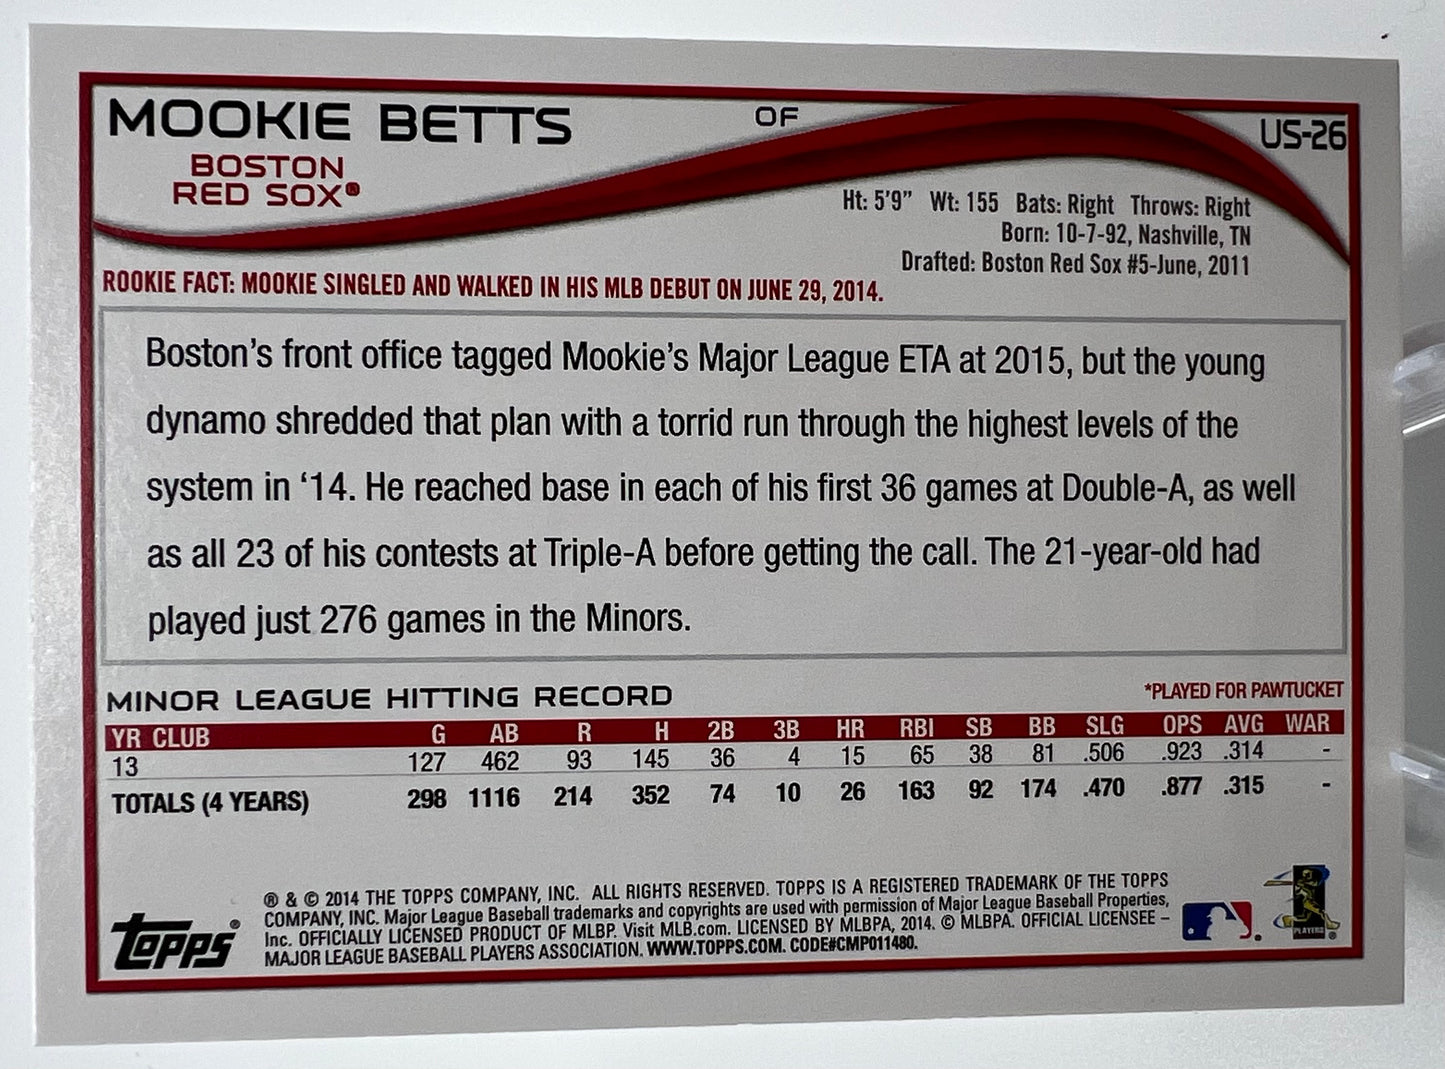 MOOKIE BETTS
OF
US-26
BOSTON
RED SOX®
Ht: 5'9" Wt: 155 Bats: Right Throws: Right
Born: 10-7-92, Nashville, TN
Drafted: Boston Red Sox #5-June, 2011
ROOKIE FACT: MOOKIE SINGLED AND WALKED IN HIS MLB DEBUT ON JUNE 29, 2014.
Boston's front office tagged Mookie's Major League ETA at 2015, but the young
dynamo shredded that plan with a torrid run through the highest levels of the
system in ‘14. He reached base in each of his first 36 games at Double-A, as well
as all 23 of his contests at Triple-A before getting the call. The 21-year-old had
played just 276 games in the Minors.
MINOR LEAGUE HITTING RECORD
*PLAYED FOR PAWTUCKET
YR CLUB G AB R H 2B 3B HR RBI SB BB SLG OPS AVG WAR
13 127 462 93 145 36 4 15 65 38 81 .506 .923 .314 -
TOTALS (4 YEARS) 298 1116 214 352 74 10 26 163 92 174 .470 .877 .315 -
® & © 2014 THE TOPPS COMPANY, INC. ALL RIGHTS RESERVED. TOPPS IS A REGISTERED TRADEMARK OF THE TOPPS
COMPANY, INC. Major League Baseball trademarks and copyrights are used with permission of Major League Baseball Properties,
Inc. OFFICIALLY LICENSED PRODUCT OF MLBP. Visit MLB.com. LICENSED BY MLBPA, 2014. © MLBPA. OFFICIAL LICENSEE –
MAJOR LEAGUE BASEBALL PLAYERS ASSOCIATION. WWW.TOPPS.COM. CODE#CMP011480.
Topps®
PLAYERS ®